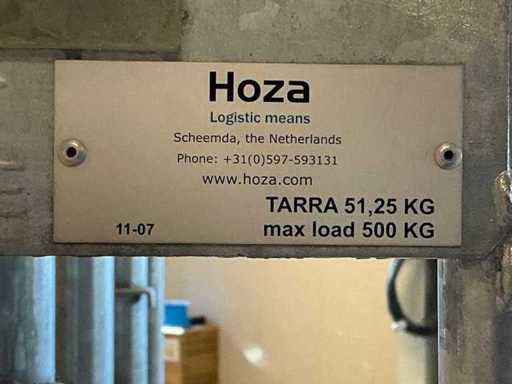 Hoza
Logistic means
Scheemda, the Netherlands
Phone: +31(0)597-593131
www.hoza.com
TARRA 51,25 KG
11-07 max load 500 KG